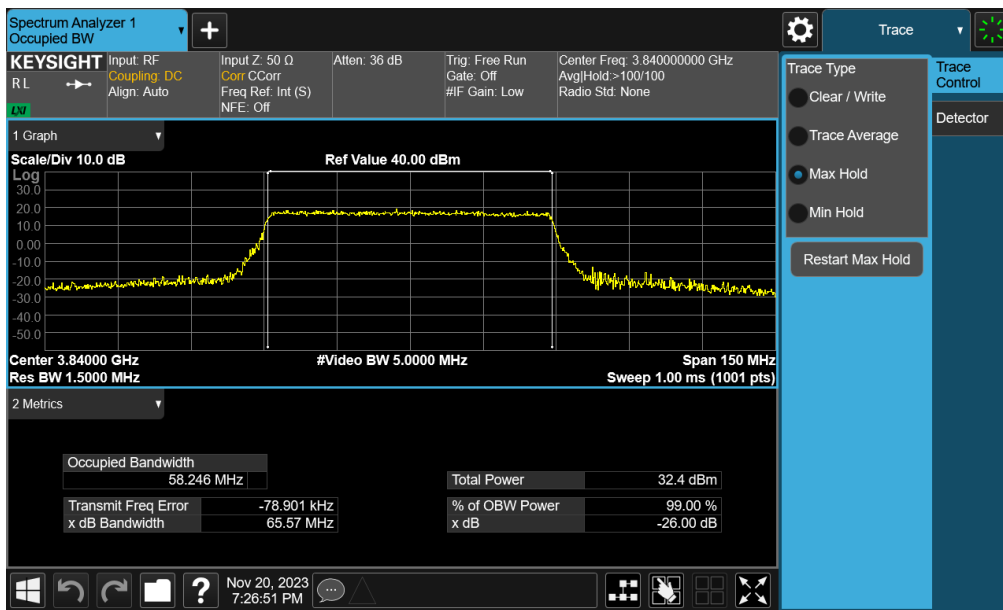 Spectrum Analyzer 1
Occupied BW
Trace
KEYSIGHT
RL
LXI
Input: RF
Coupling: DC
Align: Auto
Input Z: 50 Ω
Corr CCorr
Freq Ref: Int (S)
NFE: Off
Atten: 36 dB
Trig: Free Run
Gate: Off
#IF Gain: Low
Center Freq: 3.840000000 GHz
Avg|Hold:>100/100
Radio Std: None
Trace Type
Clear / Write
Trace Average
Max Hold
Min Hold
Restart Max Hold
Trace
Control
Detector
1 Graph
Scale/Div 10.0 dB
Ref Value 40.00 dBm
Log
30.0
20.0
10.0
0.00
-10.0
-20.0
-30.0
-40.0
-50.0
Center 3.84000 GHz
#Video BW 5.0000 MHz
Span 150 MHz
Res BW 1.5000 MHz
Sweep 1.00 ms (1001 pts)
2 Metrics
Occupied Bandwidth
58.246 MHz
Total Power 32.4 dBm
Transmit Freq Error -78.901 kHz
% of OBW Power 99.00 %
x dB Bandwidth 65.57 MHz
x dB -26.00 dB
?
Nov 20, 2023
7:26:51 PM